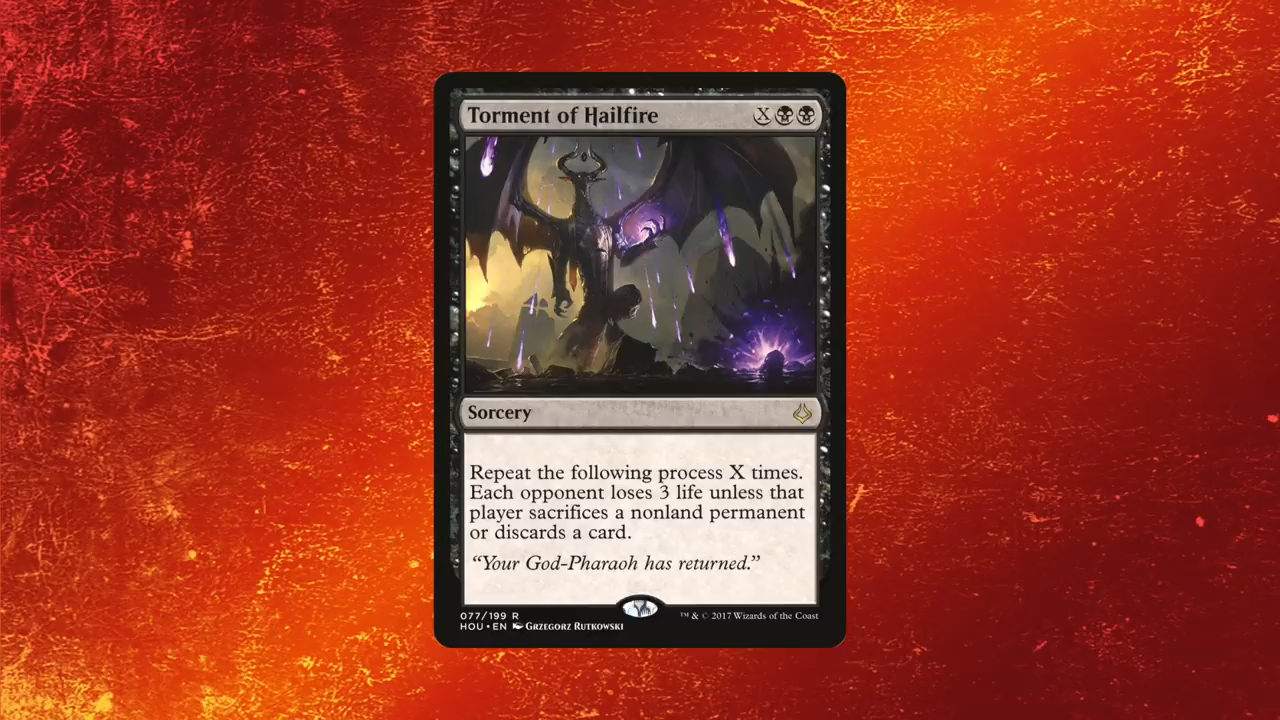 Torment of Hailfire X
Sorcery
Repeat the following process X times.
Each opponent loses 3 life unless that
player sacrifices a nonland permanent
or discards a card.
“Your God-Pharaoh has returned.”
077/199 R
™ & © 2017 Wizards of the Coast
HOU • EN Grzegorz Rutkowski